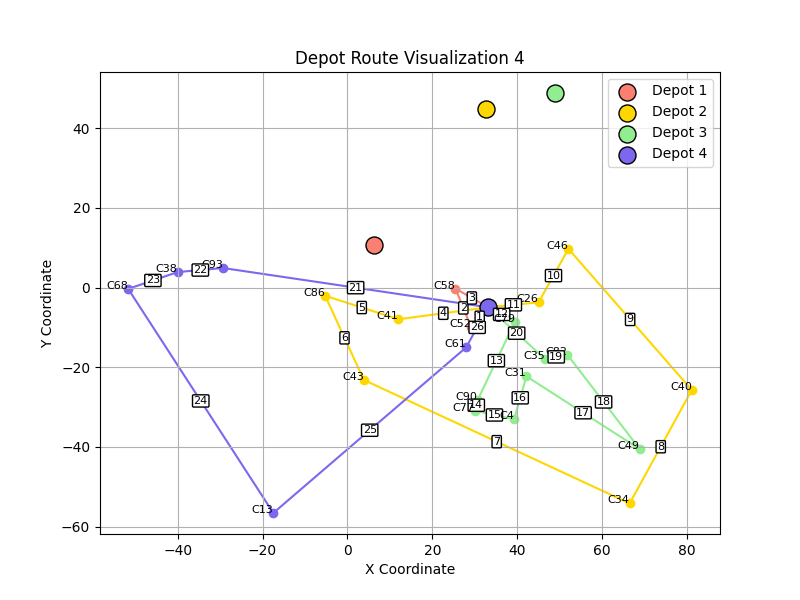 Depot Route Visualization 4
Depot 1
Depot 2
Depot 3
Depot 4
Y Coordinate
40
20
0
−20
−40
−60
−40
−20
0
20
40
60
80
X Coordinate
C46
C93
C38
C68
C86
C58
C26
C41
C52
C61
C35
C31
C43
C40
C90
C4
C49
C34
C13
1
2
3
4
5
6
7
8
9
10
11
12
13
14
15
16
17
18
19
20
21
22
23
24
25
26